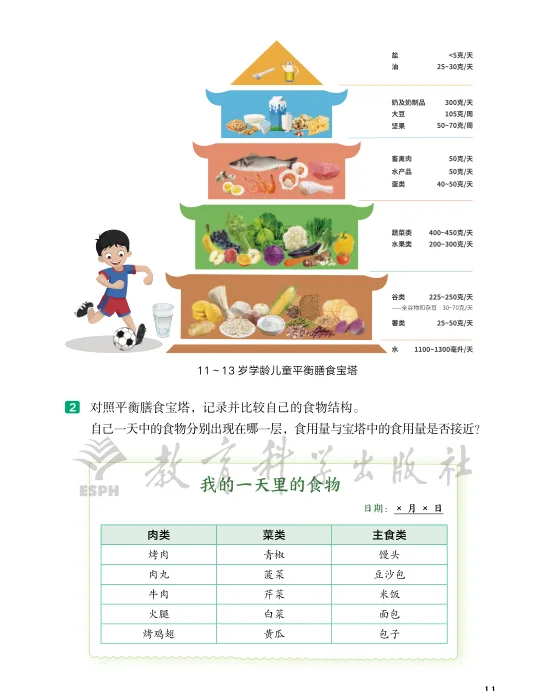 盐 <5克/天
油 25~30克/天
奶及奶制品 300克/天
大豆 105克/周
坚果 50~70克/周
畜禽肉 50克/天
水产品 50克/天
蛋类 40~50克/天
蔬菜类 400~450克/天
水果类 200~300克/天
谷类 225~250克/天
——全谷物和杂豆 30~70克/天
薯类 25~50克/天
水 1100~1300毫升/天
11~13岁学龄儿童平衡膳食宝塔
2 对照平衡膳食宝塔，记录并比较自己的食物结构。
自己一天中的食物分别出现在哪一层，食用量与宝塔中的食用量是否接近？
ESPH 教育科学出版社
我的一天里的食物
日期：× 月 × 日
肉类 菜类 主食类
烤肉 青椒 馒头
肉丸 菠菜 豆沙包
牛肉 芹菜 米饭
火腿 白菜 面包
烤鸡翅 黄瓜 包子
11